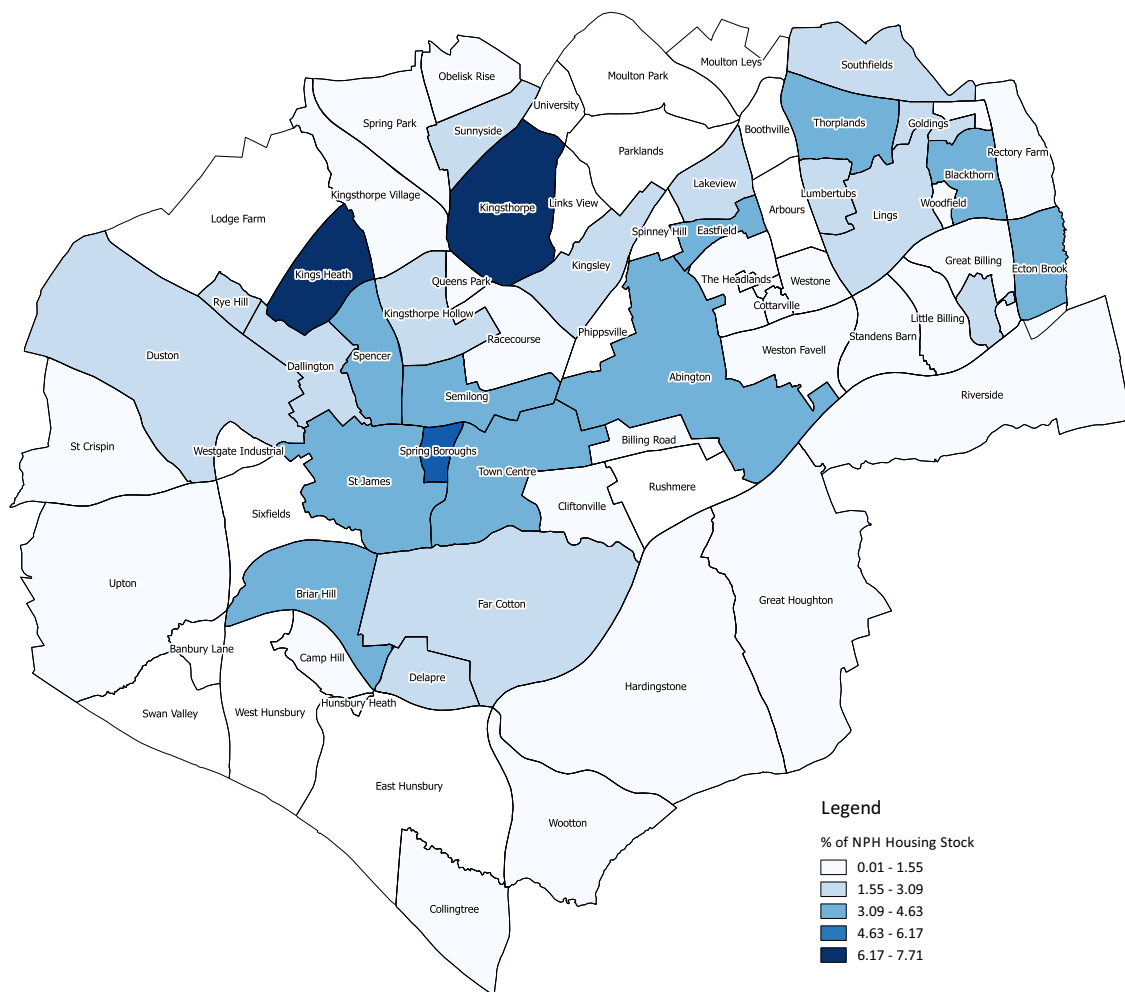 Moulton Leys
Southfields
Obelisk Rise
Moulton Park
University
Spring Park
Sunnyside
Thorplands
Goldings
Boothville
Parklands
Rectory Farm
Blackthorn
Lakeview
Kingsthorpe Village
Lumbertubs
Links View
Woodfield
Kingsthorpe
Arbours
Lings
Lodge Farm
Spinney Hill
Eastfield
Great Billing
Kingsley
Ecton Brook
Kings Heath
Queens Park
The Headlands
Westone
Rye Hill
Cottarville
Kingsthorpe Hollow
Little Billing
Phippsville
Racecourse
Standens Barn
Weston Favell
Duston
Spencer
Dallington
Abington
Riverside
Semilong
Billing Road
St Crispin
Westgate Industrial
Spring Boroughs
Town Centre
St James
Rushmere
Cliftonville
Sixfields
Upton
Briar Hill
Great Houghton
Far Cotton
Banbury Lane
Camp Hill
Delapre
Hardingstone
Hunsbury Heath
Swan Valley
West Hunsbury
East Hunsbury
Wootton
Collingtree
Legend
% of NPH Housing Stock
0.01 - 1.55
1.55 - 3.09
3.09 - 4.63
4.63 - 6.17
6.17 - 7.71